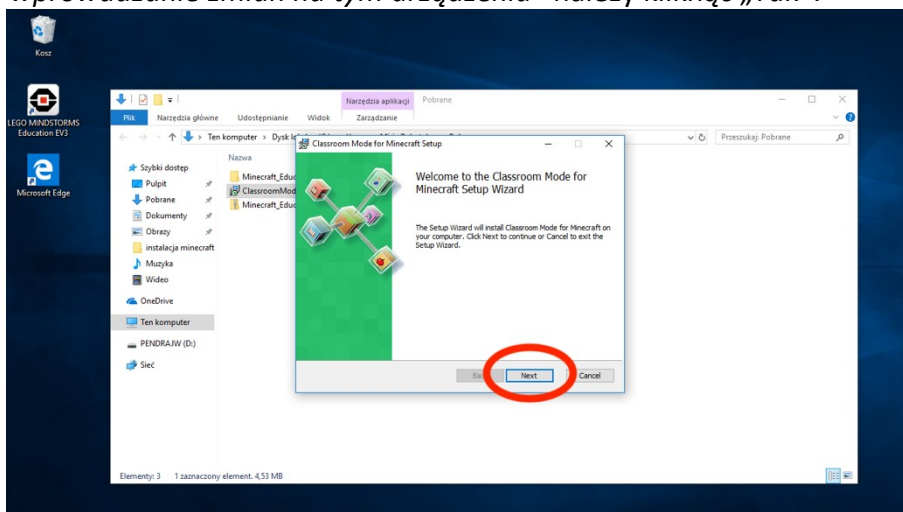 wprowadzanie zmian na tym urządzeniu" należy kliknąć „Tak".
Kosz
LEGO MINDSTORMS
Education EV3
Microsoft Edge
Narzędzia aplikacji
Pobrane
Plik
Narzędzia główne
Udostępnianie
Widok
Zarządzanie
Ten komputer
Dysk
Przeszukaj: Pobrane
Szybki dostęp
Pulpit
Pobrane
Dokumenty
Obrazy
instalacja minecraft
Muzyka
Wideo
OneDrive
Ten komputer
PENDRAJW (D:)
Sieć
Nazwa
Minecraft_Educ
ClassroomMod
Minecraft_Educ
Classroom Mode for Minecraft Setup
Welcome to the Classroom Mode for
Minecraft Setup Wizard
The Setup Wizard will install Classroom Mode for Minecraft on
your computer. Click Next to continue or Cancel to exit the
Setup Wizard.
Next
Cancel
Elementy: 3
1 zaznaczony element. 4,53 MB